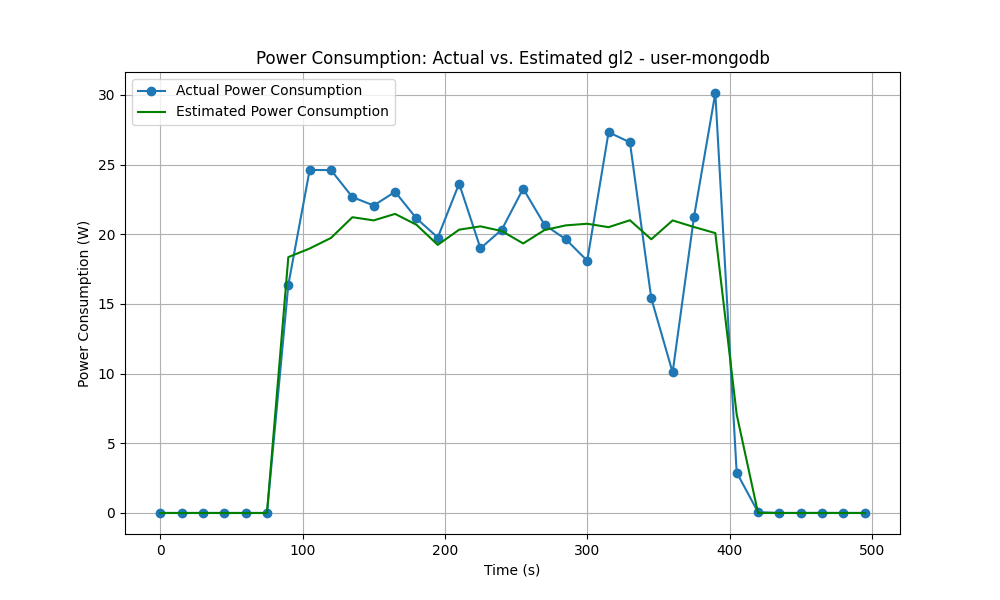 Power Consumption: Actual vs. Estimated gl2 - user-mongodb
Actual Power Consumption
Estimated Power Consumption
Power Consumption (W)
30
25
20
15
10
5
0
0 100 200 300 400 500
Time (s)